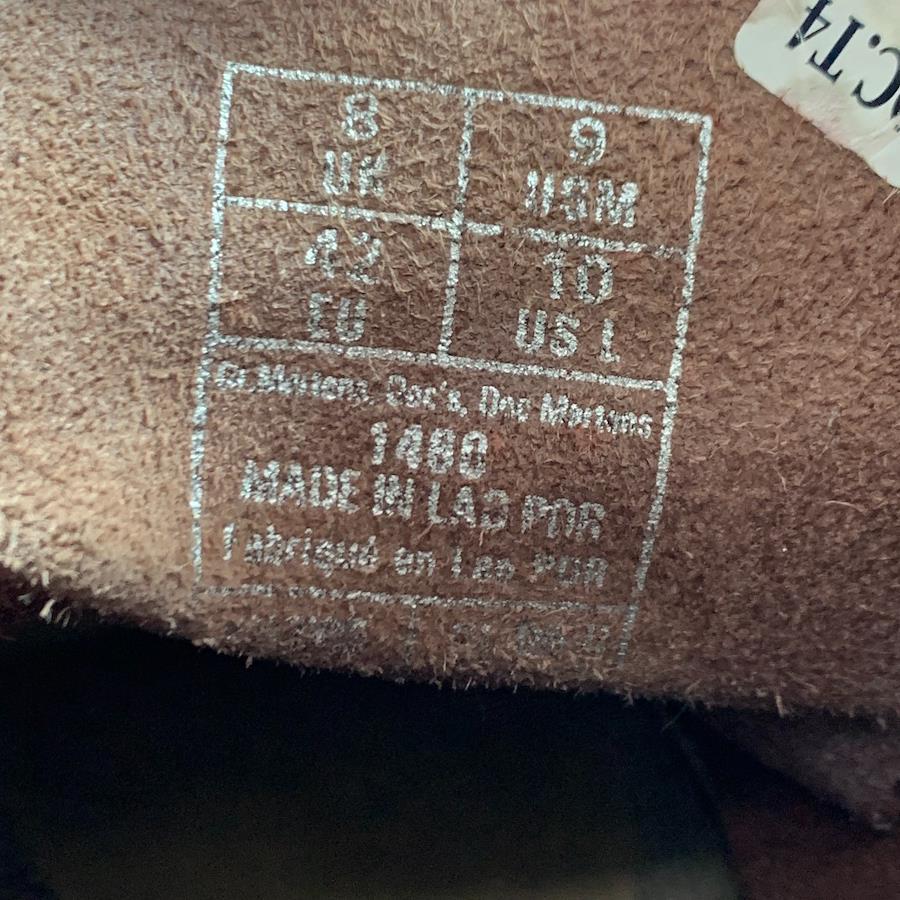 8 9
UK USM
42 10
EU US L
Dr. Martens, Doc's, Doc Martens
1460
MADE IN LAO PDR
Fabriqué en Lao PDR
C.T4